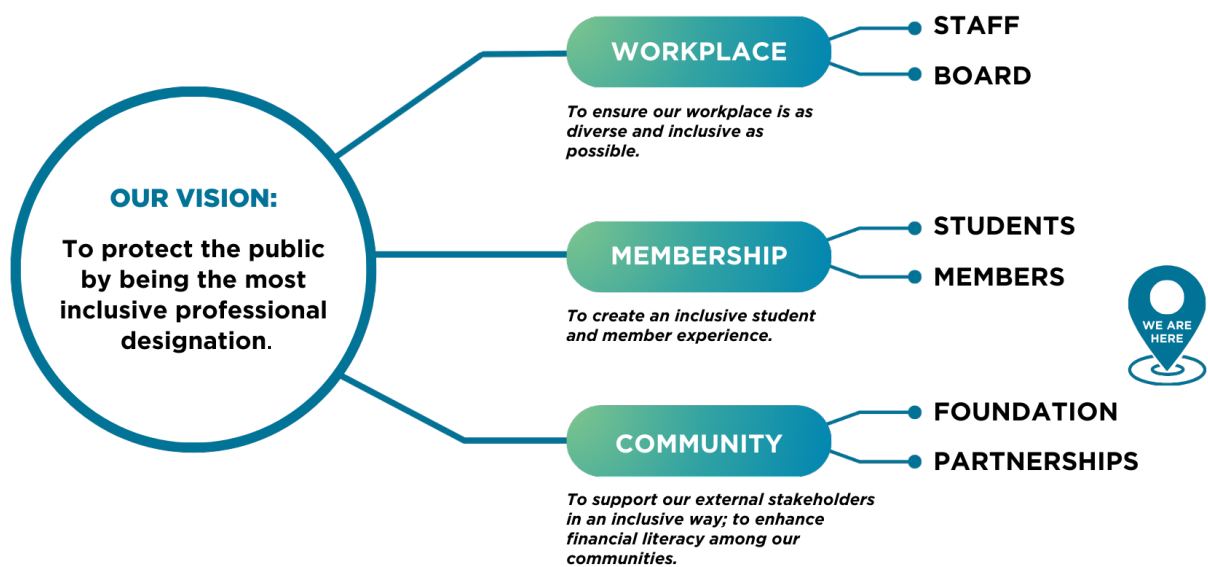 OUR VISION:
To protect the public
by being the most
inclusive professional
designation.
WORKPLACE
To ensure our workplace is as
diverse and inclusive as
possible.
STAFF
BOARD
MEMBERSHIP
To create an inclusive student
and member experience.
STUDENTS
MEMBERS
WE ARE
HERE
COMMUNITY
To support our external stakeholders
in an inclusive way; to enhance
financial literacy among our
communities.
FOUNDATION
PARTNERSHIPS